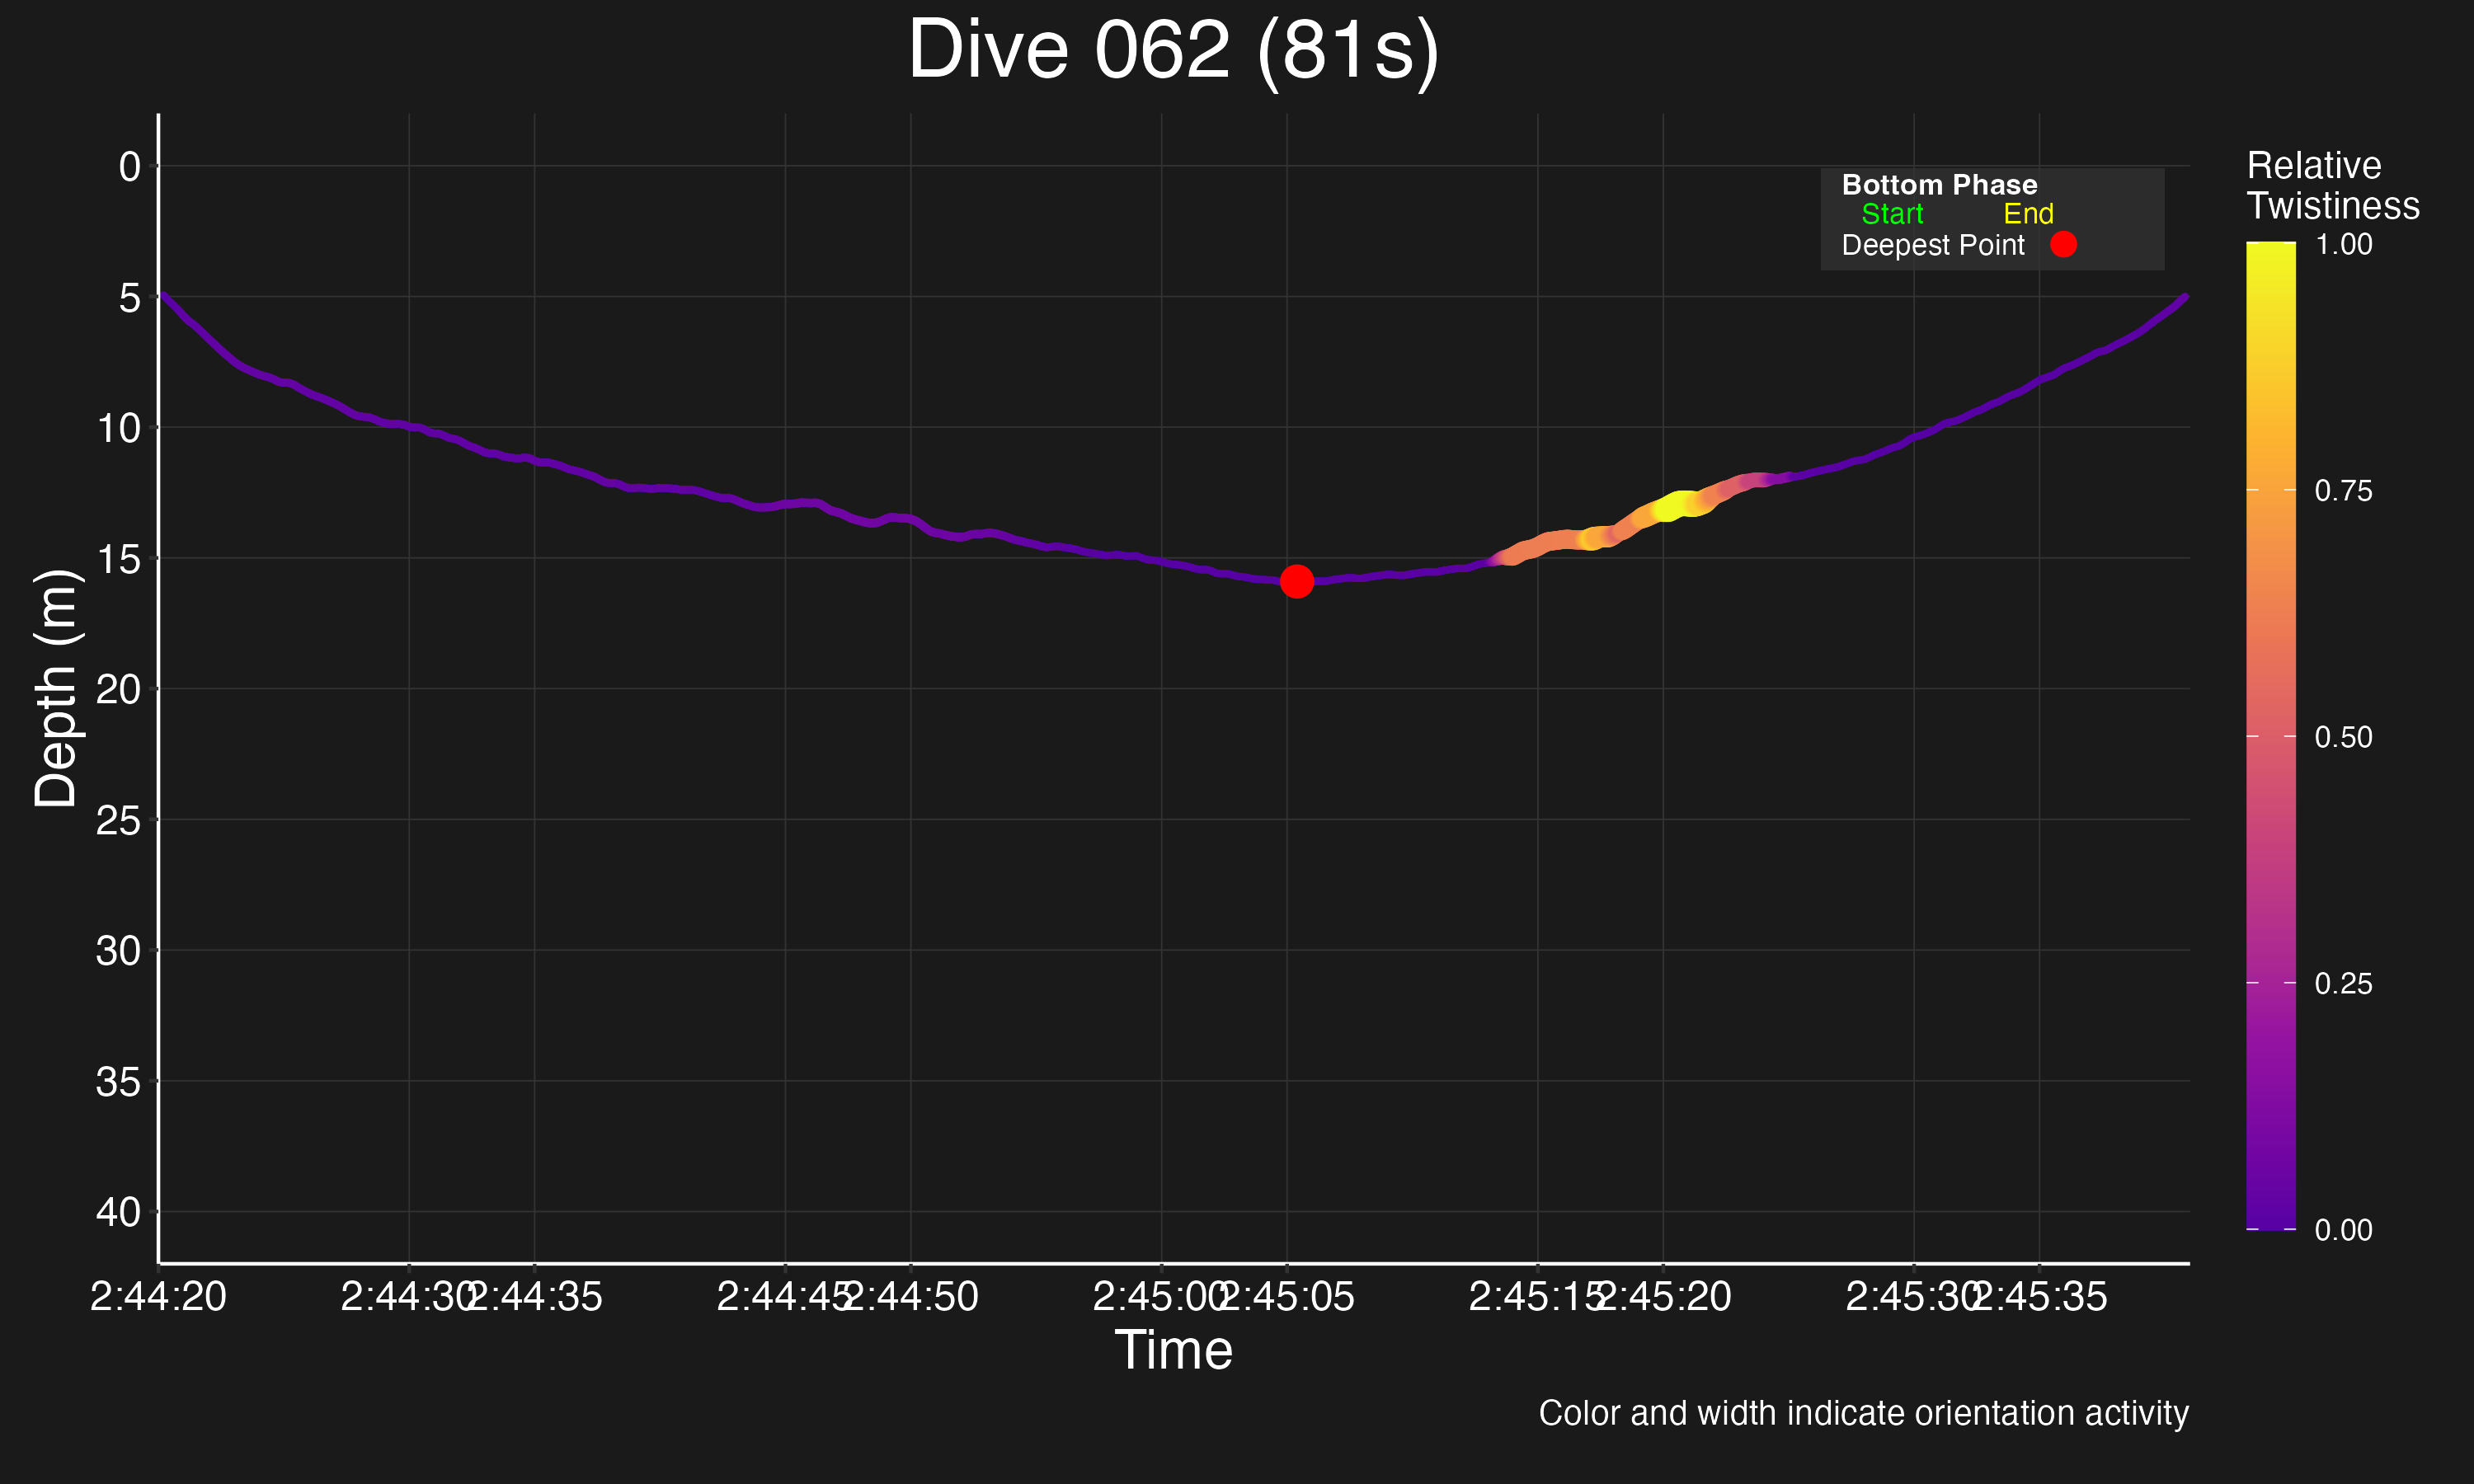 Dive 062 (81s)
Relative
Twistiness
1.00
0.75
0.50
0.25
0.00
Bottom Phase
Start End
Deepest Point
Depth (m)
0
5
10
15
20
25
30
35
40
2:44:20 2:44:30 2:44:35 2:44:45 2:44:50 2:45:00 2:45:05 2:45:15 2:45:20 2:45:30 2:45:35
Time
Color and width indicate orientation activity